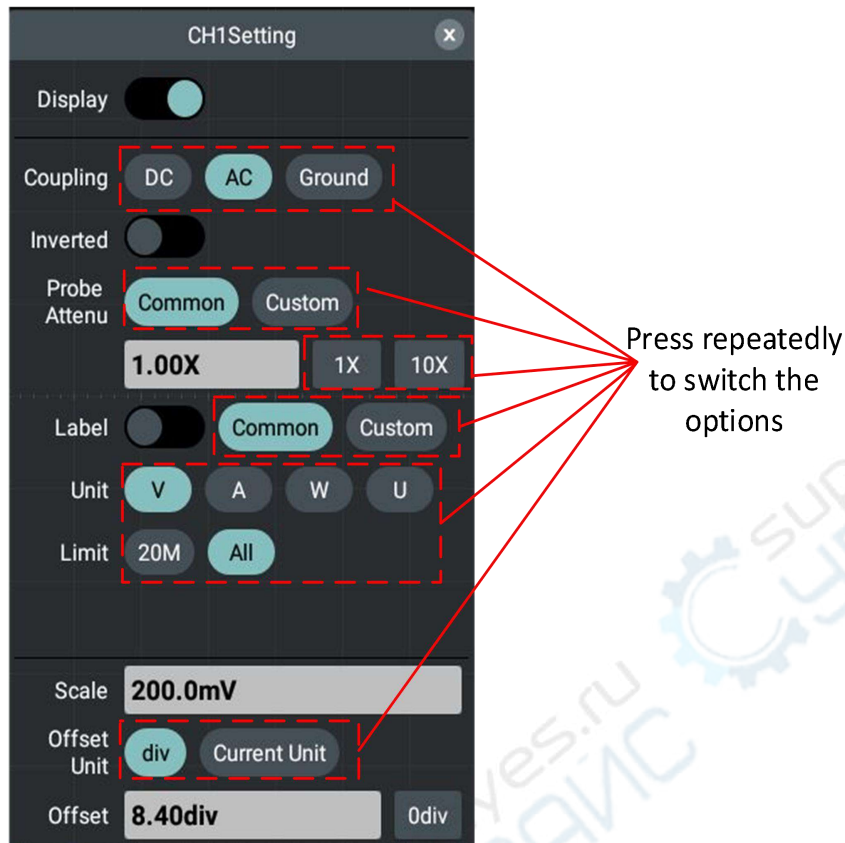 CH1Setting x
Display
Coupling DC AC Ground
Inverted
Probe
Attenu
Common Custom
1.00X 1X 10X
Label Common Custom
Unit V A W U
Limit 20M All
Scale 200.0mV
Offset
Unit
div Current Unit
Offset 8.40div 0div
Press repeatedly
to switch the
options
yes.ru